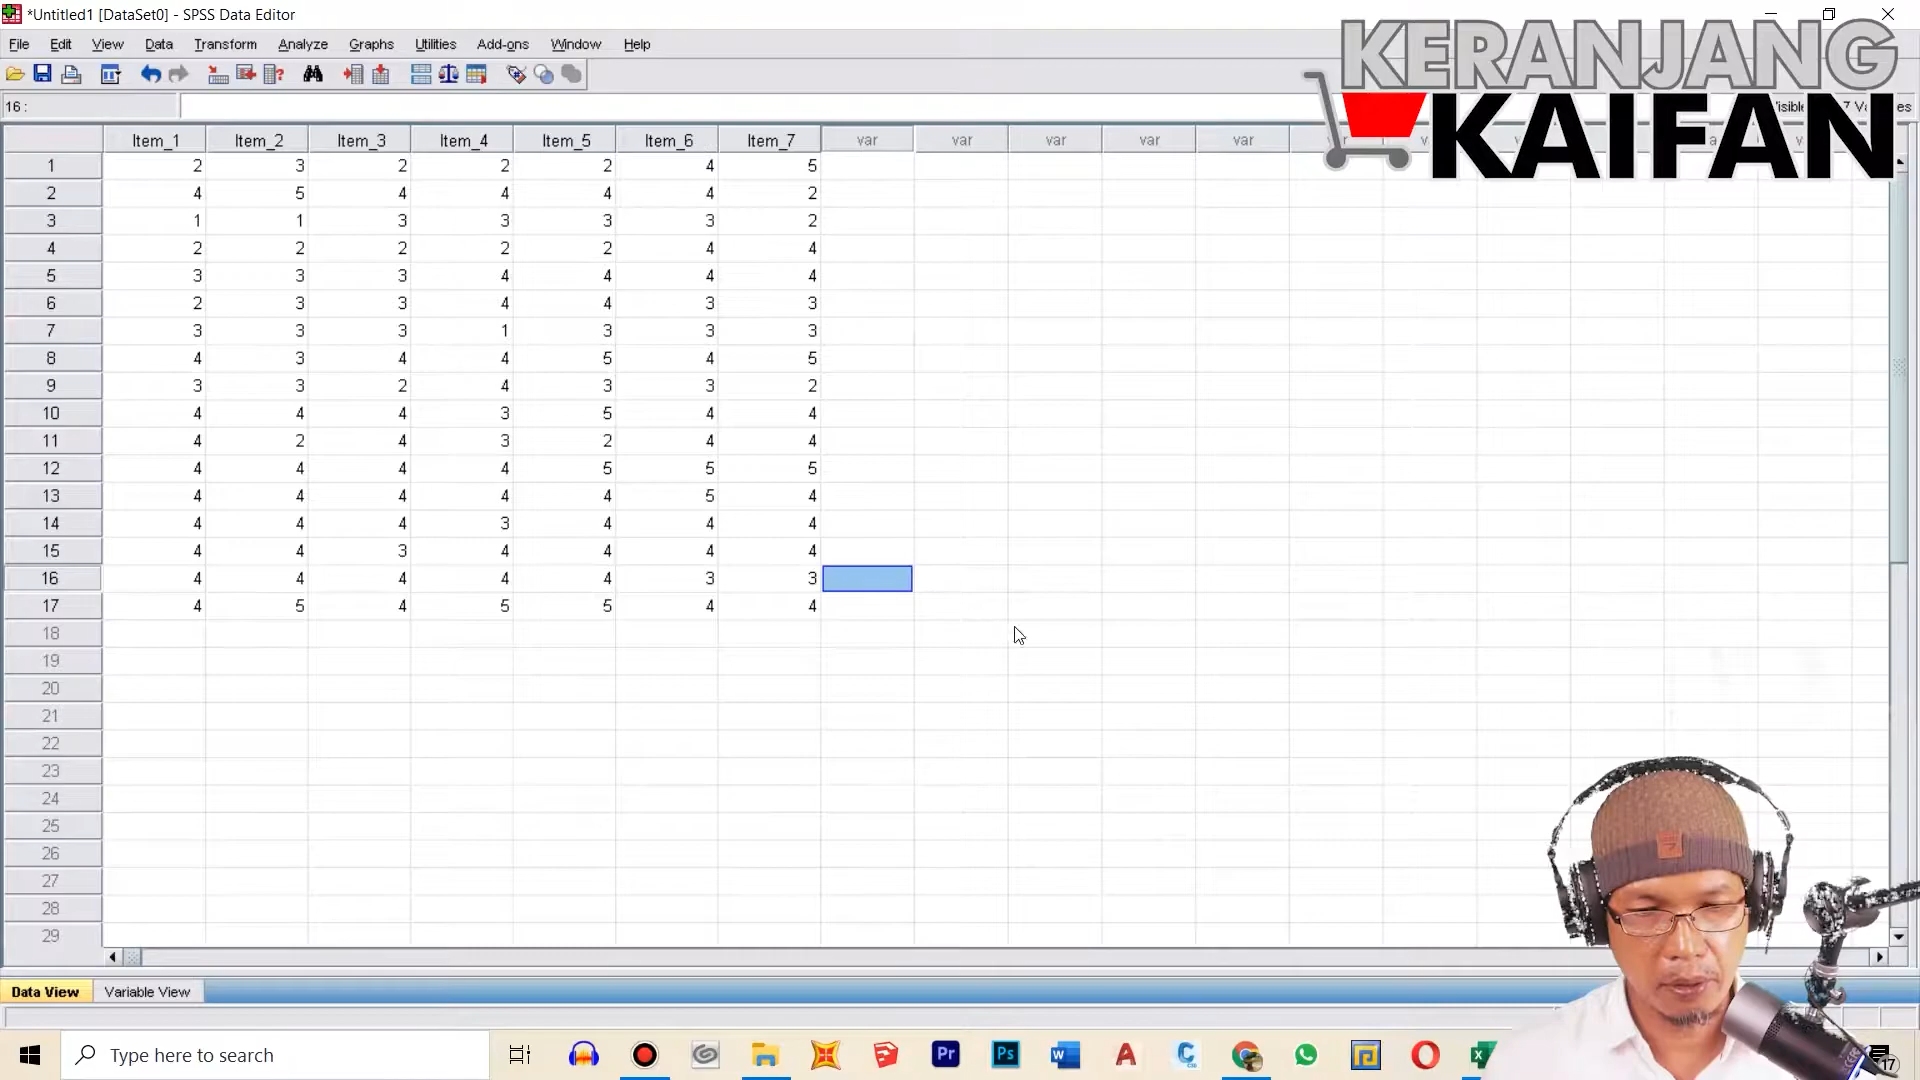 *Untitled1 [DataSet0] - SPSS Data Editor
File Edit View Data Transform Analyze Graphs Utilities Add-ons Window Help
KERANJANG
KAIFAN
16 :
Item_1 Item_2 Item_3 Item_4 Item_5 Item_6 Item_7 var var var var var
1 2 3 2 2 2 4 5
2 4 5 4 4 4 4 2
3 1 1 3 3 3 3 2
4 2 2 2 2 2 4 4
5 3 3 3 4 4 4 4
6 2 3 3 4 4 3 3
7 3 3 3 1 3 3 3
8 4 3 4 4 5 4 5
9 3 3 2 4 3 3 2
10 4 4 4 3 5 4 4
11 4 2 4 3 2 4 4
12 4 4 4 4 5 5 5
13 4 4 4 4 4 5 4
14 4 4 4 3 4 4 4
15 4 4 3 4 4 4 4
16 4 4 4 4 4 3 3
17 4 5 4 5 5 4 4
18
19
20
21
22
23
24
25
26
27
28
29
Data View Variable View
Type here to search
Pr Ps W A C X 17